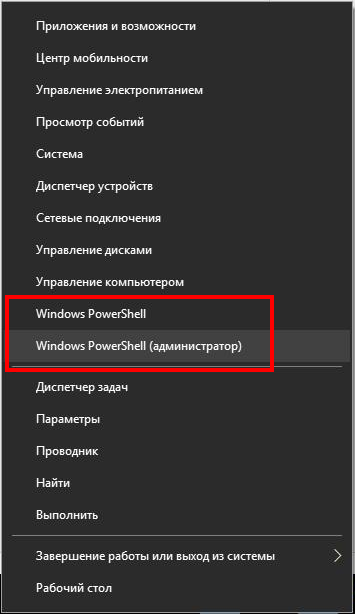 Приложения и возможности
Центр мобильности
Управление электропитанием
Просмотр событий
Система
Диспетчер устройств
Сетевые подключения
Управление дисками
Управление компьютером
Windows PowerShell
Windows PowerShell (администратор)
Диспетчер задач
Параметры
Проводник
Найти
Выполнить
Завершение работы или выход из системы
Рабочий стол